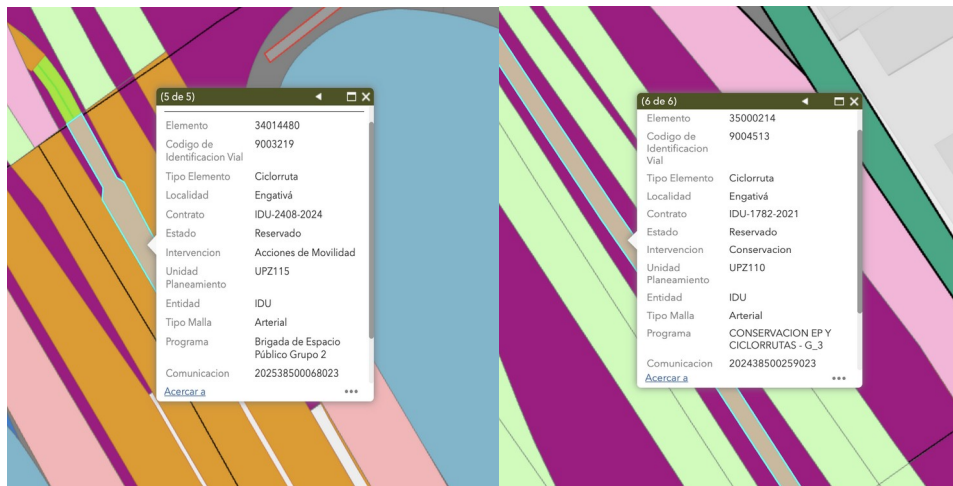 (5 de 5)
Elemento 34014480
Codigo de Identificacion Vial 9003219
Tipo Elemento Ciclorruta
Localidad Engativá
Contrato IDU-2408-2024
Estado Reservado
Intervencion Acciones de Movilidad
Unidad Planeamiento UPZ115
Entidad IDU
Tipo Malla Arterial
Programa Brigada de Espacio Público Grupo 2
Comunicacion 202538500068023
Acercar a
(6 de 6)
Elemento 35000214
Codigo de Identificacion Vial 9004513
Tipo Elemento Ciclorruta
Localidad Engativá
Contrato IDU-1782-2021
Estado Reservado
Intervencion Conservacion
Unidad Planeamiento UPZ110
Entidad IDU
Tipo Malla Arterial
Programa CONSERVACION EP Y CICLORRUTAS - G_3
Comunicacion 202438500259023
Acercar a